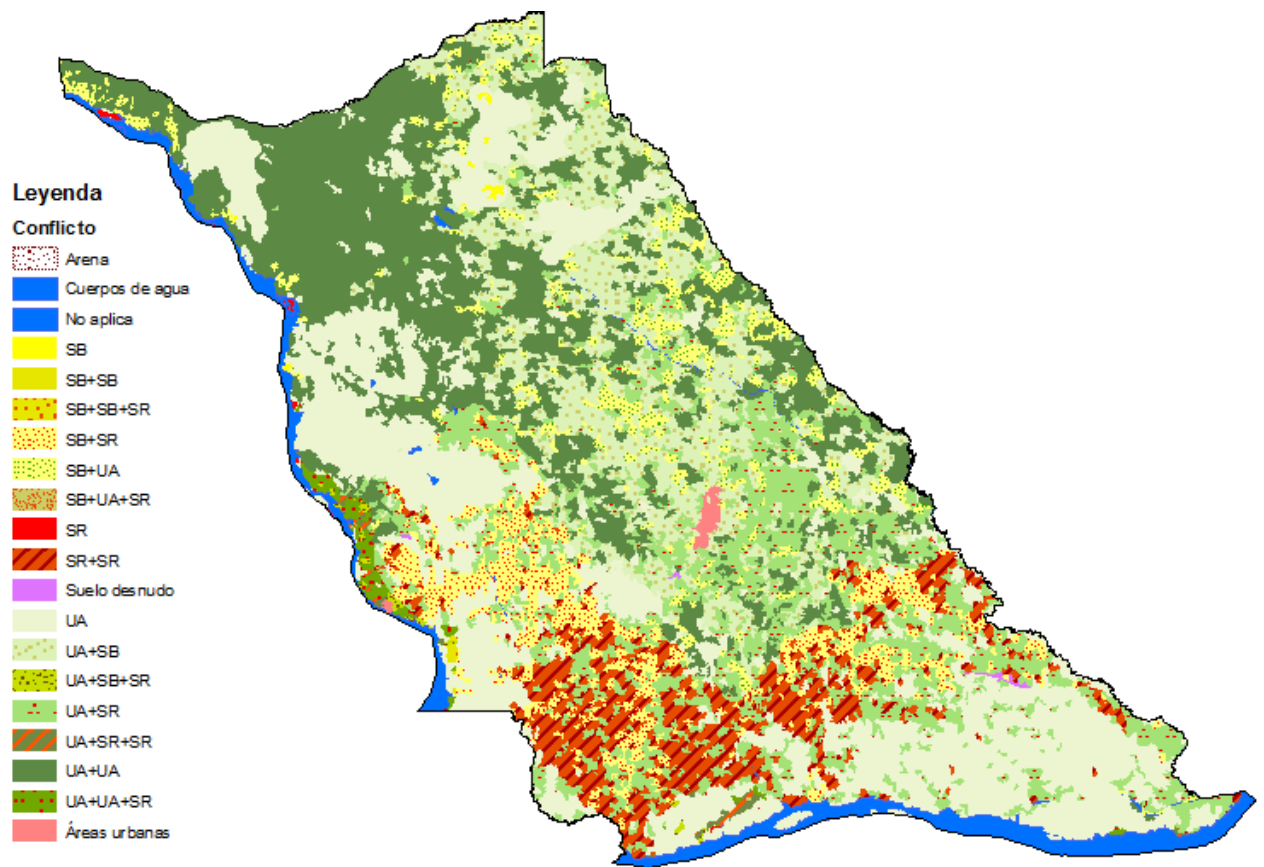 Leyenda
Conflicto
Arena
Cuerpos de agua
No aplica
SB
SB+SB
SB+SB+SR
SB+SR
SB+UA
SB+UA+SR
SR
SR+SR
Suelo desnudo
UA
UA+SB
UA+SB+SR
UA+SR
UA+SR+SR
UA+UA
UA+UA+SR
Áreas urbanas